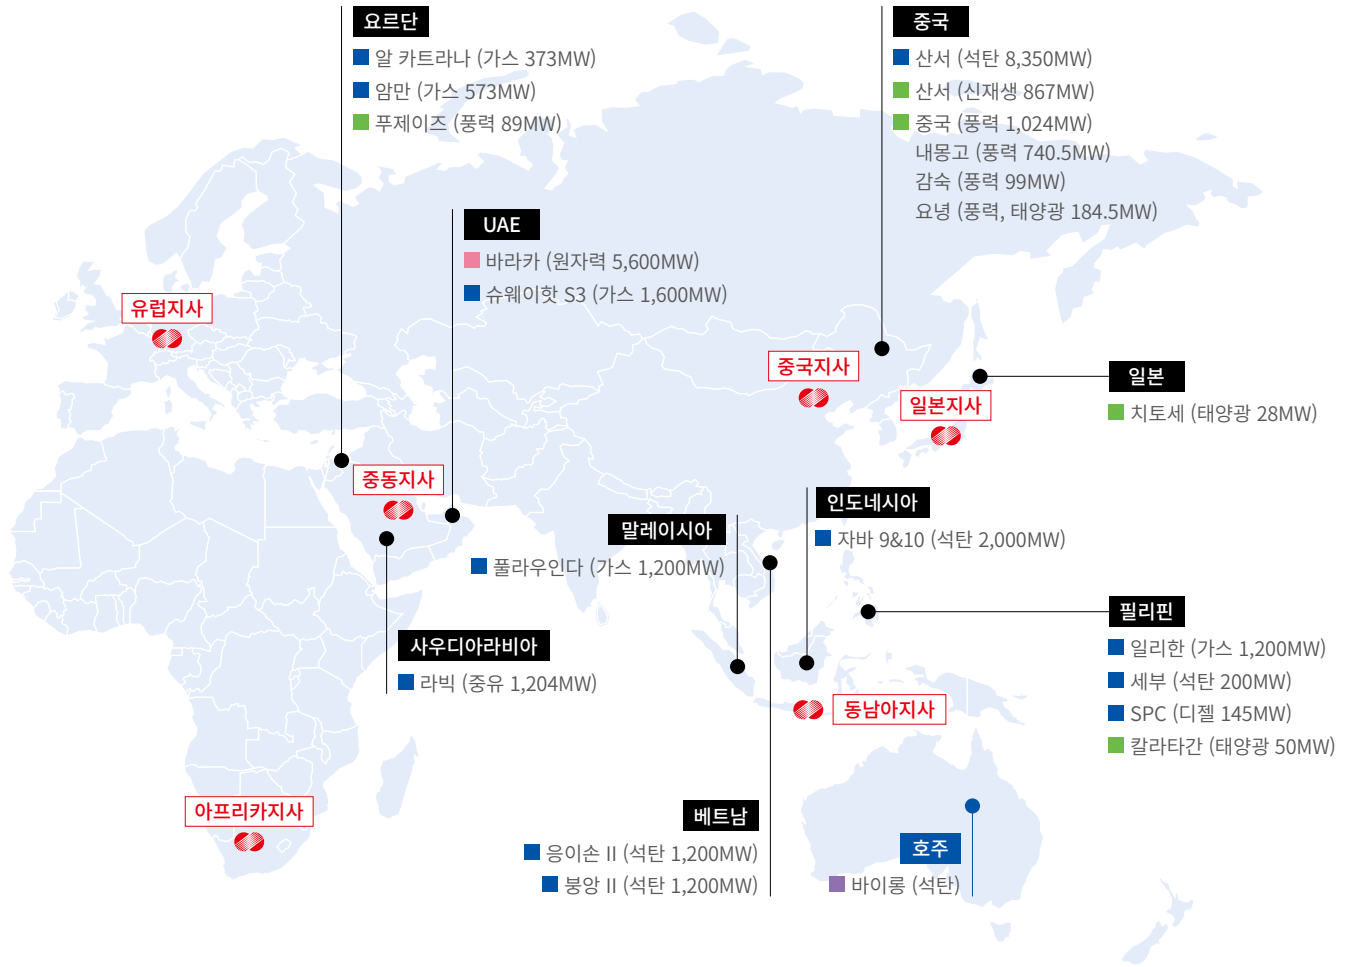 요르단
알 카트라나 (가스 373MW)
암만 (가스 573MW)
푸제이즈 (풍력 89MW)
중국
산서 (석탄 8,350MW)
산서 (신재생 867MW)
중국 (풍력 1,024MW)
내몽고 (풍력 740.5MW)
감숙 (풍력 99MW)
요녕 (풍력, 태양광 184.5MW)
UAE
바라카 (원자력 5,600MW)
슈웨이핫 S3 (가스 1,600MW)
유럽지사
중국지사
일본지사
일본
치토세 (태양광 28MW)
중동지사
말레이시아
풀라우인다 (가스 1,200MW)
인도네시아
자바 9&10 (석탄 2,000MW)
사우디아라비아
라빅 (중유 1,204MW)
필리핀
일리한 (가스 1,200MW)
세부 (석탄 200MW)
SPC (디젤 145MW)
칼라타간 (태양광 50MW)
동남아지사
아프리카지사
베트남
응이손 II (석탄 1,200MW)
붕앙 II (석탄 1,200MW)
호주
바이롱 (석탄)